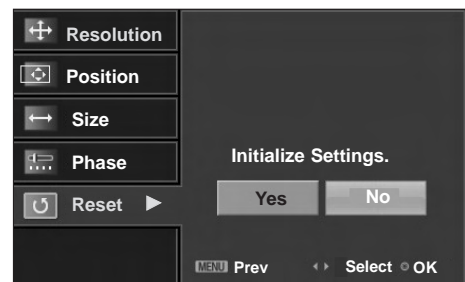 Resolution
Position
Size
Phase
Reset
Initialize Settings.
Yes No
MENU Prev Select OK